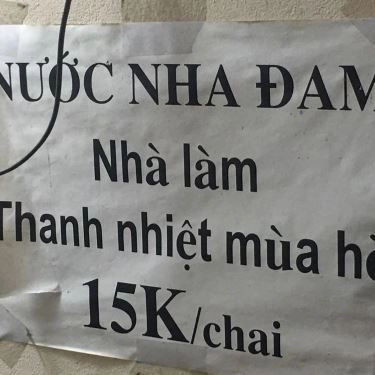 NƯỚC NHA ĐAM
Nhà làm
Thanh nhiệt mùa hè
15K/chai